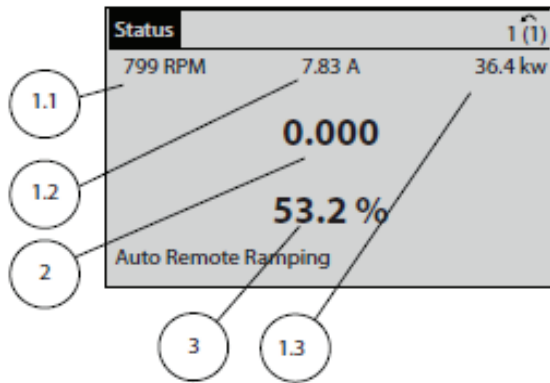 Status 1 (1)
799 RPM 7.83 A 36.4 kw
1.1
0.000
1.2
53.2 %
2
Auto Remote Ramping
3 1.3